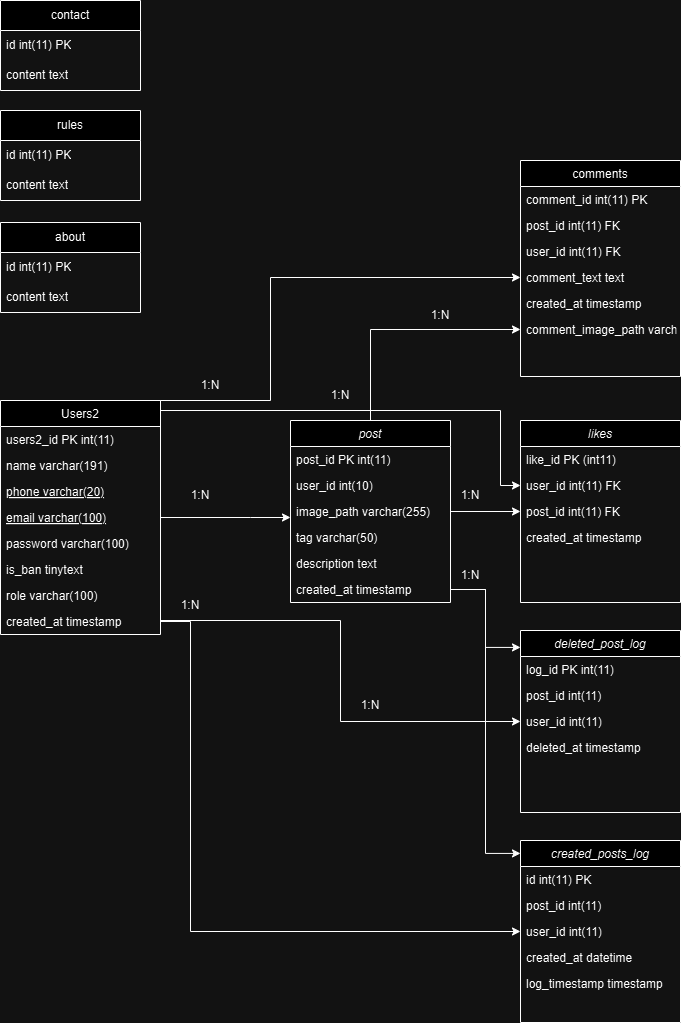 contact
id int(11) PK
content text
rules
id int(11) PK
content text
about
id int(11) PK
content text
comments
comment_id int(11) PK
post_id int(11) FK
user_id int(11) FK
comment_text text
created_at timestamp
comment_image_path varch
1:N
1:N
1:N
Users2
users2_id PK int(11)
name varchar(191)
phone varchar(20)
email varchar(100)
password varchar(100)
is_ban tinytext
role varchar(100)
created_at timestamp
1:N
post
post_id PK int(11)
user_id int(10)
image_path varchar(255)
tag varchar(50)
description text
created_at timestamp
1:N
1:N
likes
like_id PK (int11)
user_id int(11) FK
post_id int(11) FK
created_at timestamp
1:N
1:N
deleted_post_log
log_id PK int(11)
post_id int(11)
user_id int(11)
deleted_at timestamp
created_posts_log
id int(11) PK
post_id int(11)
user_id int(11)
created_at datetime
log_timestamp timestamp